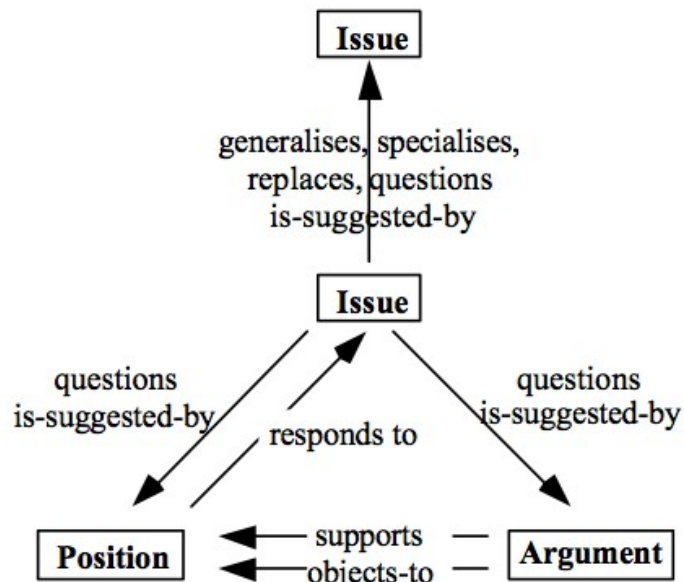 Issue
generalises, specialises,
replaces, questions
is-suggested-by
Issue
questions
is-suggested-by
responds to
questions
is-suggested-by
Position
supports
objects-to
Argument